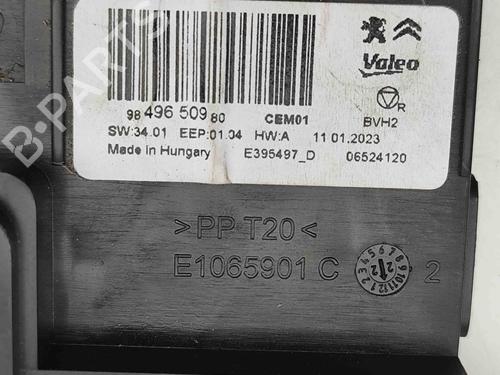 Valeo
R
98 496 509 80 CEM01 BVH2
SW:34.01 EEP:01.04 HW:A 11.01.2023
Made in Hungary E395497_D 06524120
>PP T20<
E1065901 C 2
B-PARTS